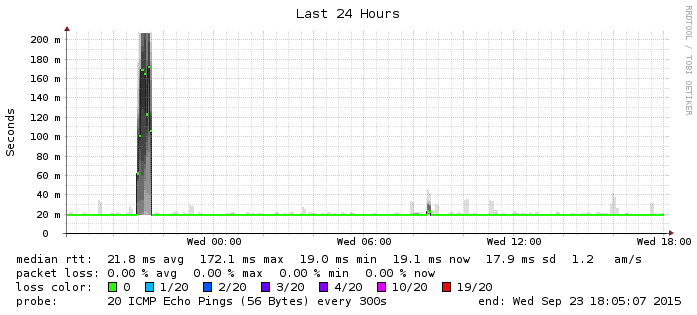 Last 24 Hours
RRDTOOL / TOBI OETIKER
Seconds
200 m
180 m
160 m
140 m
120 m
100 m
80 m
60 m
40 m
20 m
0
Wed 00:00 Wed 06:00 Wed 12:00 Wed 18:00
median rtt: 21.8 ms avg 172.1 ms max 19.0 ms min 19.1 ms now 17.9 ms sd 1.2 am/s
packet loss: 0.00 % avg 0.00 % max 0.00 % min 0.00 % now
loss color: 0 1/20 2/20 3/20 4/20 10/20 19/20
probe: 20 ICMP Echo Pings (56 Bytes) every 300s end: Wed Sep 23 18:05:07 2015